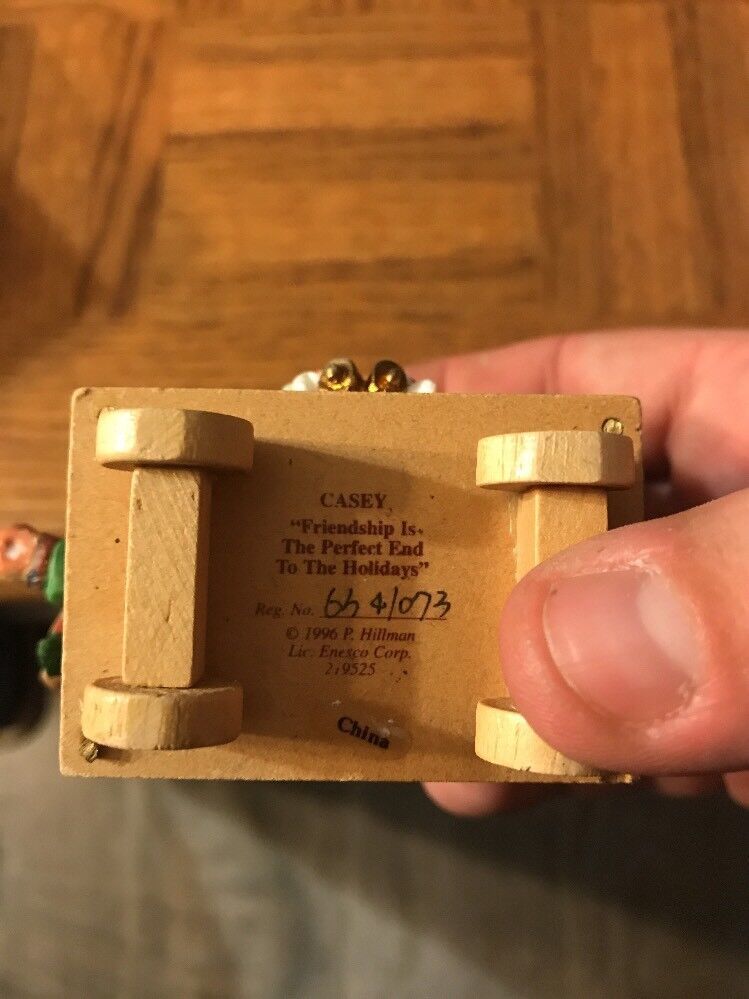 CASEY
“Friendship Is
The Perfect End
To The Holidays”
Reg. No. 6h 4/073
© 1996 P. Hillman
Lic. Enesco Corp.
219525
China